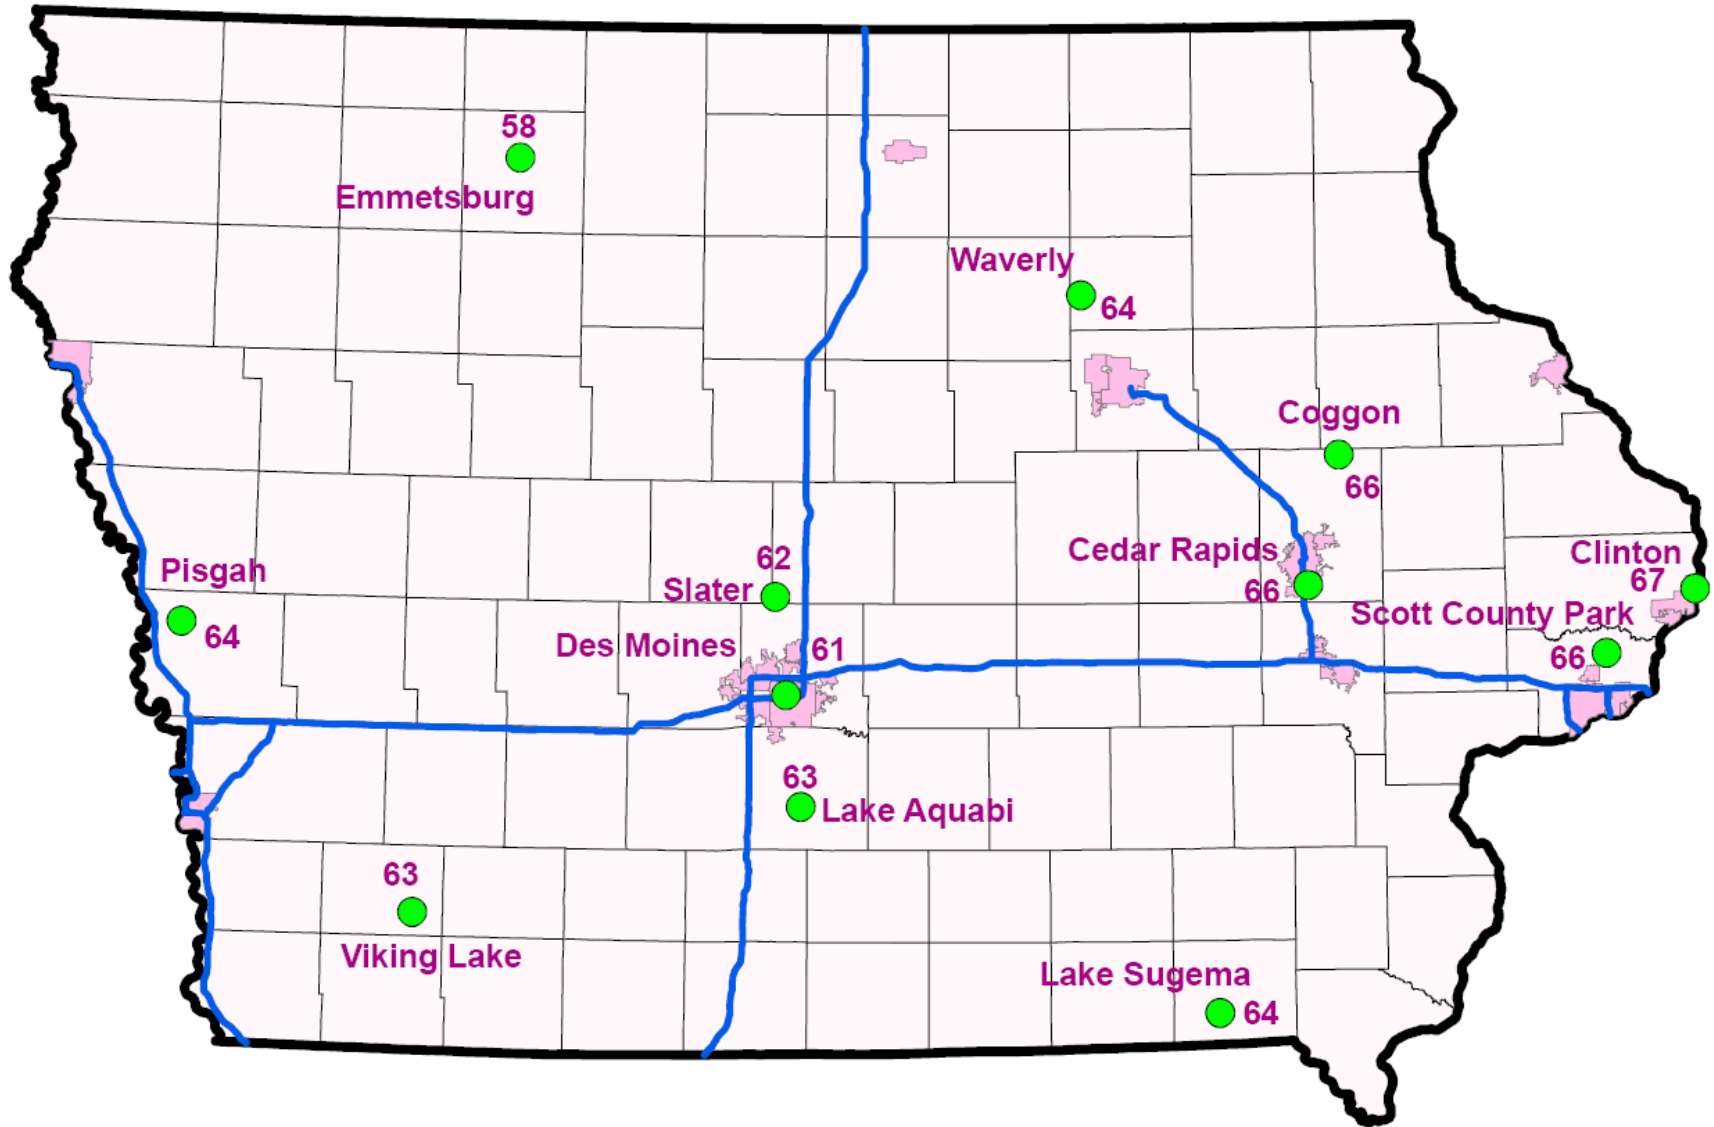 58
Emmetsburg
Waverly
64
Coggon
66
Cedar Rapids
66
Clinton
67
Scott County Park
66
Pisgah
64
62
Slater
Des Moines
61
63
Lake Aquabi
63
Viking Lake
Lake Sugema
64